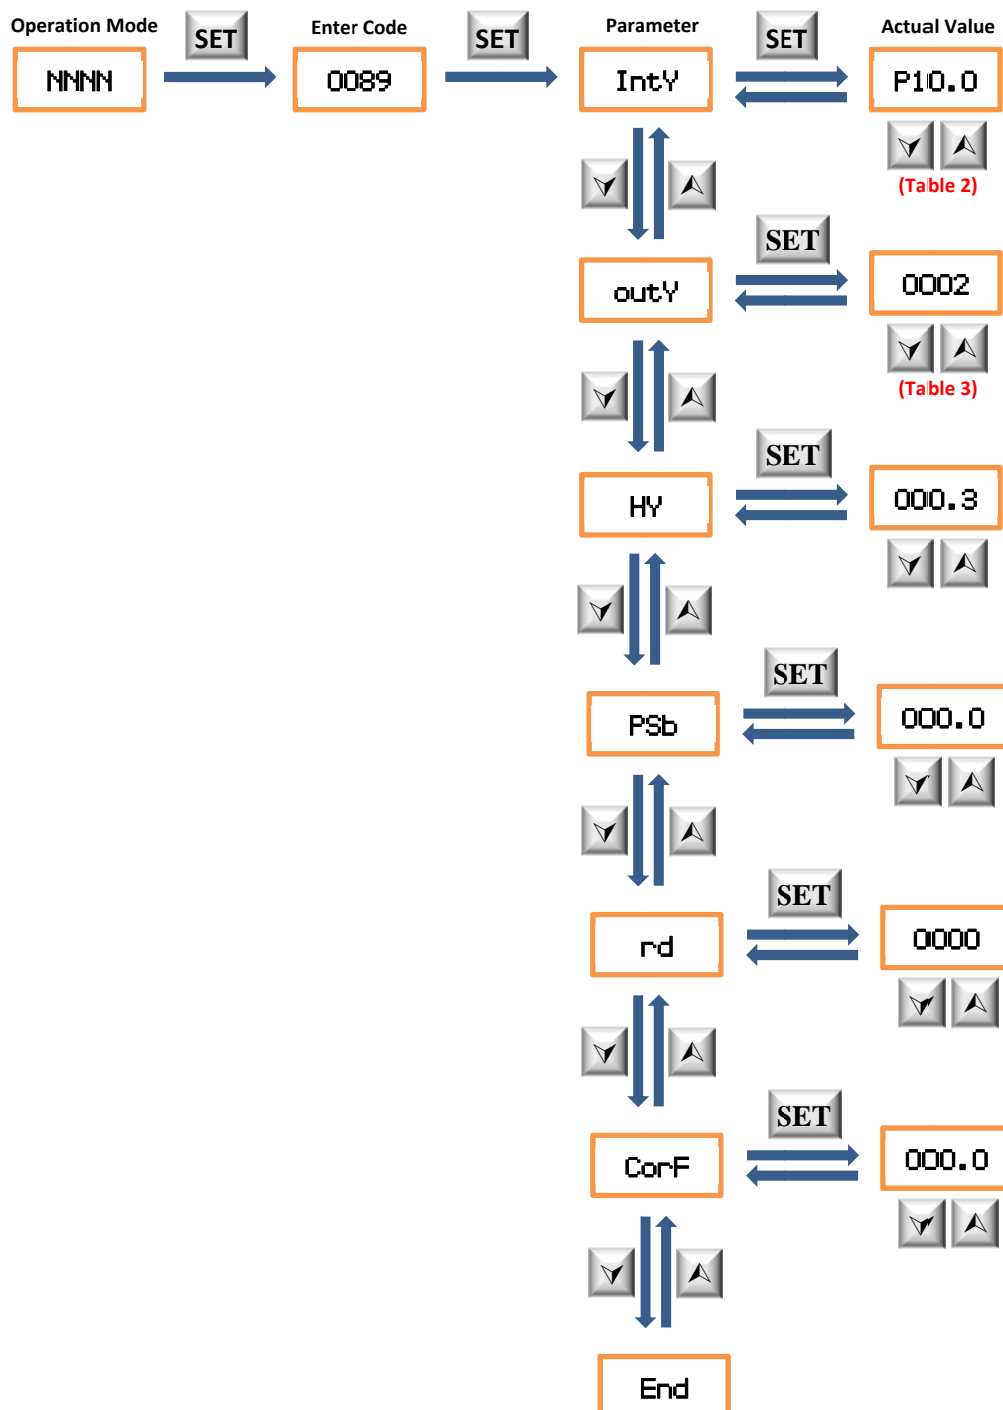 Operation Mode SET Enter Code SET Parameter SET Actual Value
NNNN 0089 IntY P10.0
(Table 2)
SET
outY 0002
(Table 3)
SET
HY 000.3
SET
PSb 000.0
SET
rd 0000
SET
CorF 000.0
End